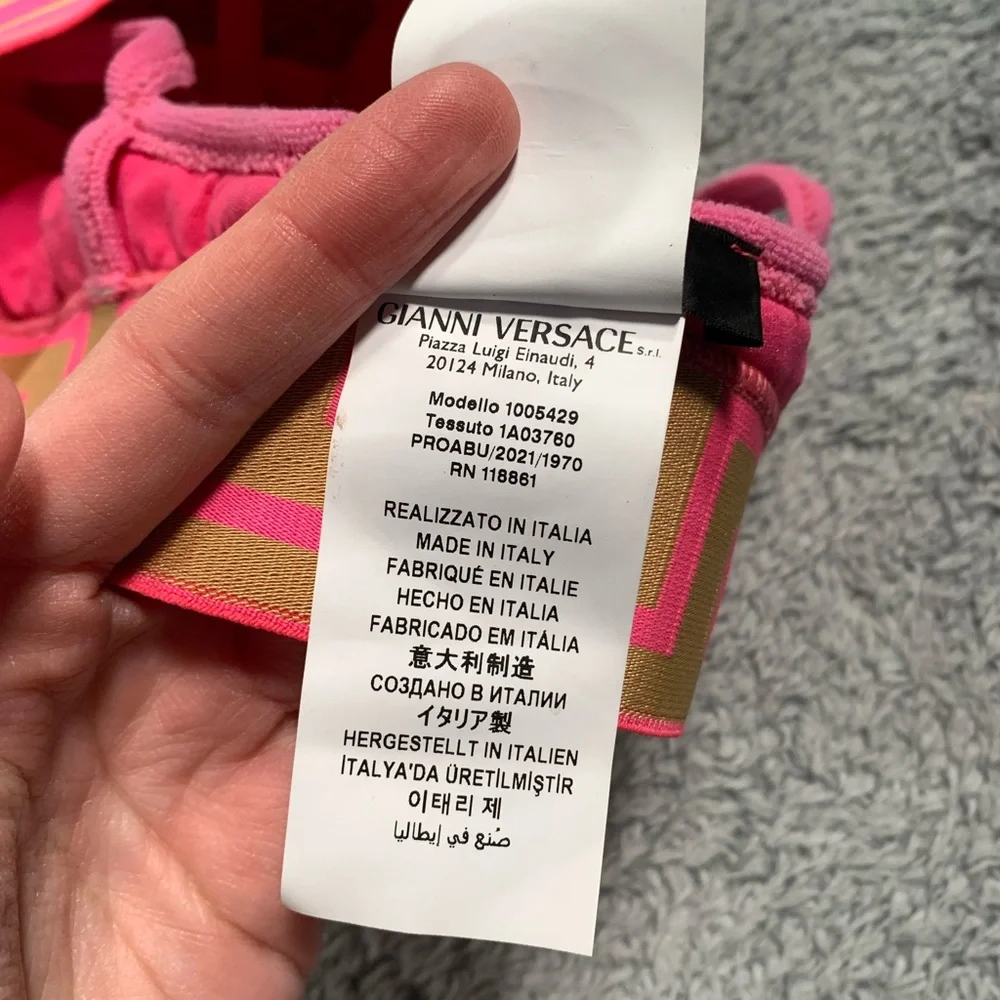 GIANNI VERSACE s.r.l.
Piazza Luigi Einaudi, 4
20124 Milano, Italy
Modello 1005429
Tessuto 1A03760
PROABU/2021/1970
RN 118861
REALIZZATO IN ITALIA
MADE IN ITALY
FABRIQUÉ EN ITALIE
HECHO EN ITALIA
FABRICADO EM ITÁLIA
意大利制造
СОЗДАНО В ИТАЛИИ
イタリア製
HERGESTELLT IN ITALIEN
İTALYA'DA ÜRETİLMİŞTİR
이태리 제
صُنع في إيطاليا